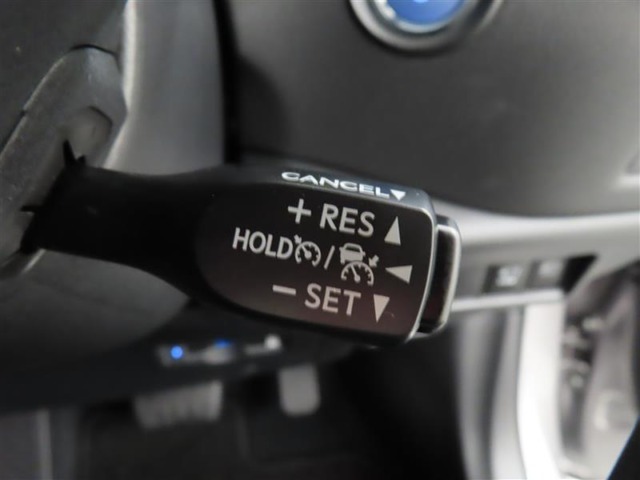 CANCEL▼
+ RES ▲
HOLD / ◀
− SET ▼